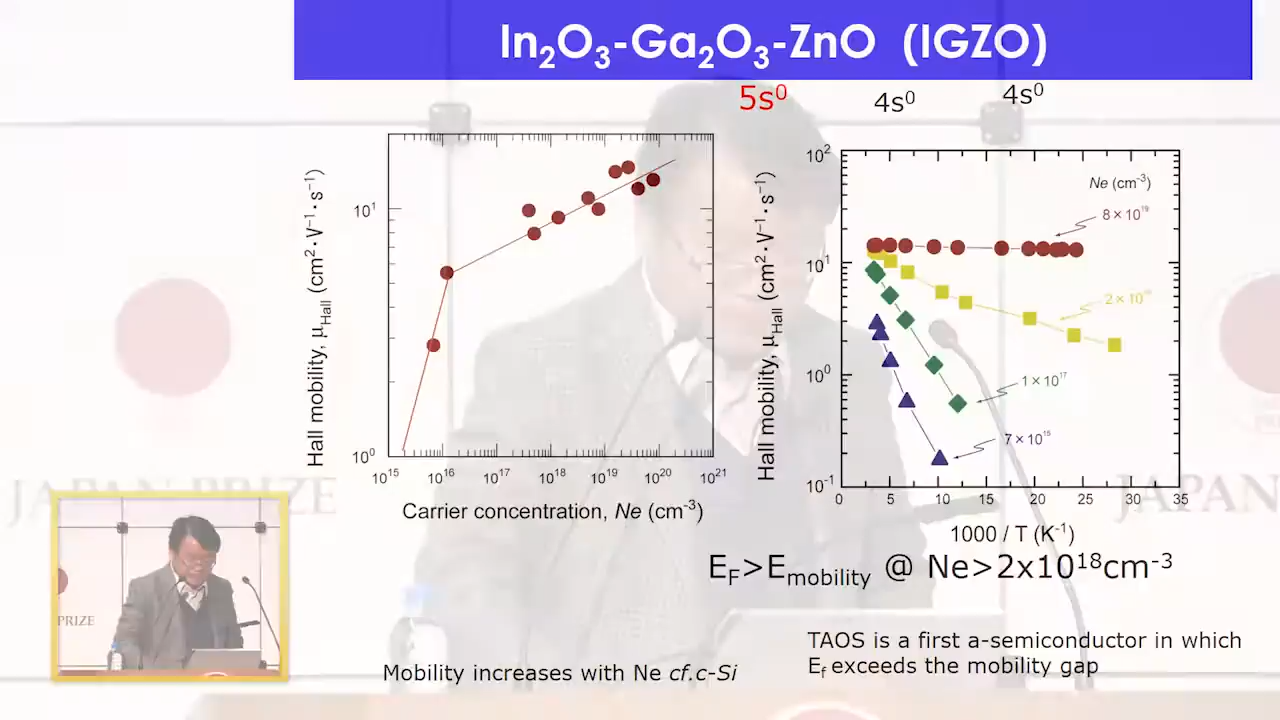 In₂O₃-Ga₂O₃-ZnO (IGZO)
5s⁰
4s⁰
4s⁰
Hall mobility, μHall (cm²·V⁻¹·s⁻¹)
10¹
10⁰
10¹⁵
10¹⁶
10¹⁷
10¹⁸
10¹⁹
10²⁰
10²¹
Carrier concentration, Ne (cm⁻³)
Hall mobility, μHall (cm²·V⁻¹·s⁻¹)
10²
10¹
10⁰
10⁻¹
Ne (cm⁻³)
8×10¹⁹
1×10¹⁷
0
5
10
15
20
25
30
35
1000 / T (K⁻¹)
EF>Emobility @ Ne>2x10¹⁸cm⁻³
TAOS is a first a-semiconductor in which
Ef exceeds the mobility gap
Mobility increases with Ne cf.c-Si
JAPAN PRIZE
JAPAN
PRIZE